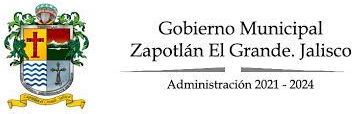 Gobierno Municipal
Zapotlán El Grande. Jalisco
Administración 2021 - 2024